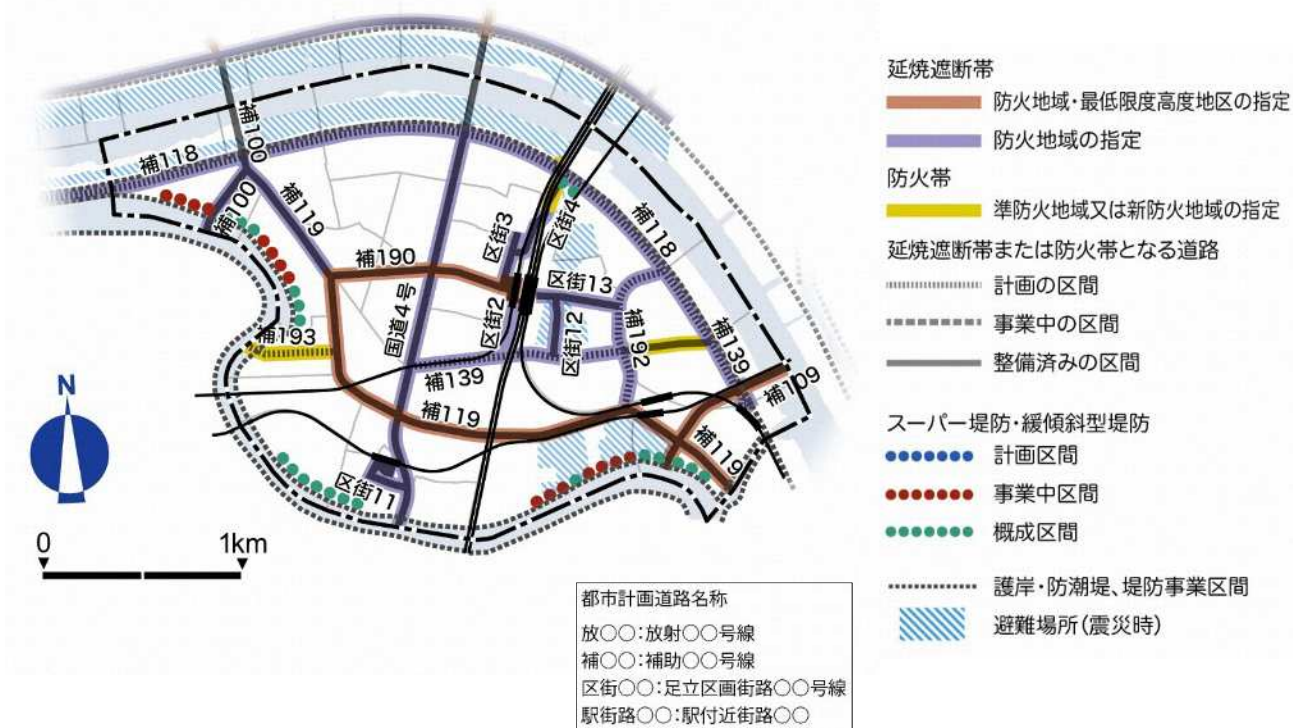 補100
補118
補100
補119
区街3
区街4
補118
補190
区街13
国道4号
区街2
区街12
補193
補192
補139
補139
補109
補119
補119
区街11
N
0 1km
延焼遮断帯
防火地域・最低限度高度地区の指定
防火地域の指定
防火帯
準防火地域又は新防火地域の指定
延焼遮断帯または防火帯となる道路
計画の区間
事業中の区間
整備済みの区間
スーパー堤防・緩傾斜型堤防
計画区間
事業中区間
概成区間
護岸・防潮堤、堤防事業区間
避難場所(震災時)
都市計画道路名称
放○○:放射○○号線
補○○:補助○○号線
区街○○:足立区画街路○○号線
駅街路○○:駅付近街路○○